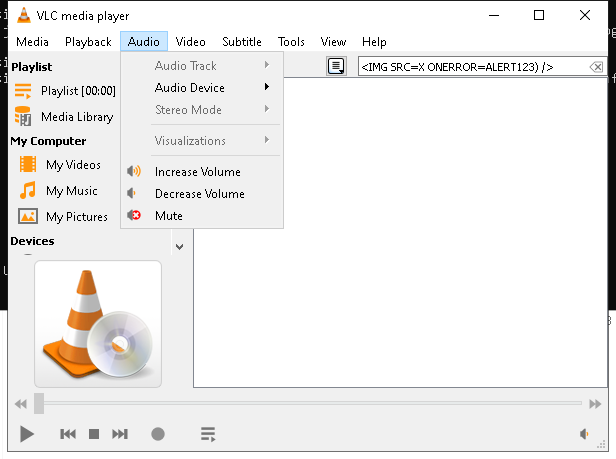 VLC media player
Media Playback Audio Video Subtitle Tools View Help
Playlist
<IMG SRC=X ONERROR=ALERT123) />
Playlist [00:00]
Media Library
My Computer
My Videos
My Music
My Pictures
Devices
Audio Track
Audio Device
Stereo Mode
Visualizations
Increase Volume
Decrease Volume
Mute